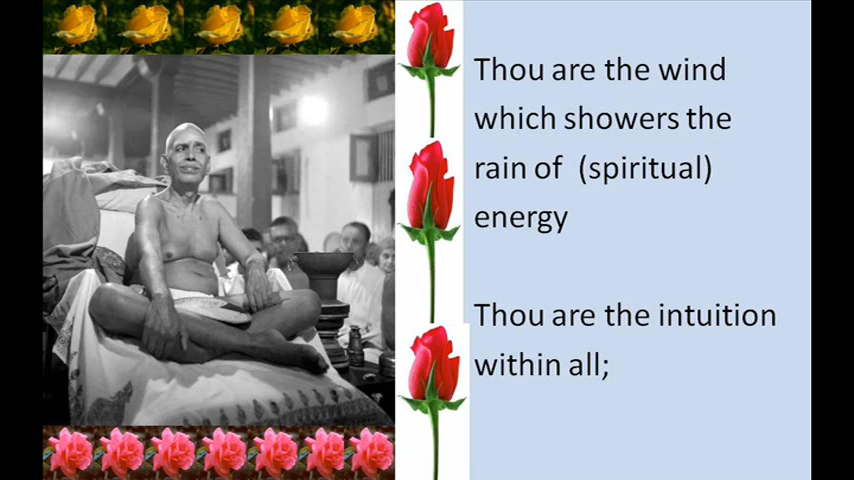 Thou are the wind
which showers the
rain of  (spiritual)
energy
Thou are the intuition
within all;